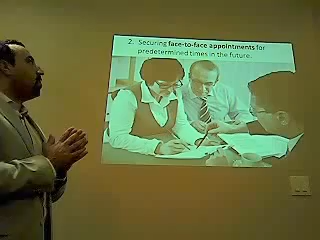 2. Securing face-to-face appointments for
predetermined times in the future.